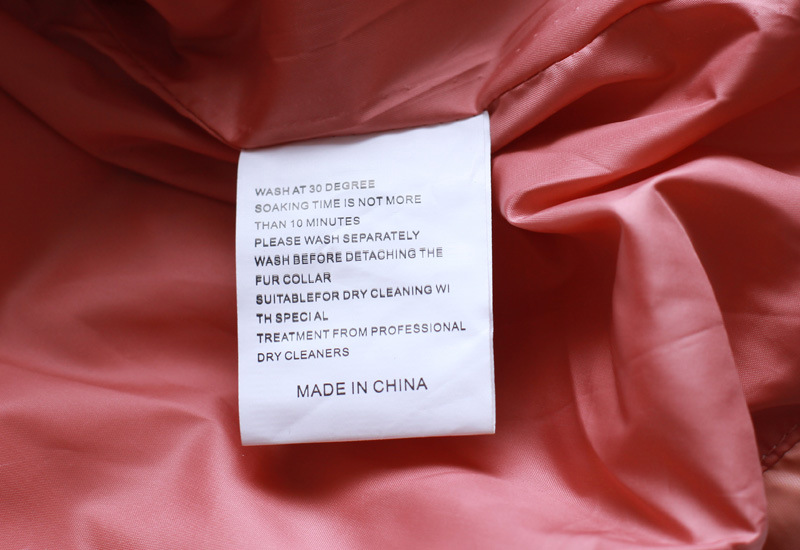 WASH AT 30 DEGREE
SOAKING TIME IS NOT MORE
THAN 10 MINUTES
PLEASE WASH SEPARATELY
WASH BEFORE DETACHING THE
FUR COLLAR
SUITABLEFOR DRY CLEANING WI
TH SPECIAL
TREATMENT FROM PROFESSIONAL
DRY CLEANERS
MADE IN CHINA